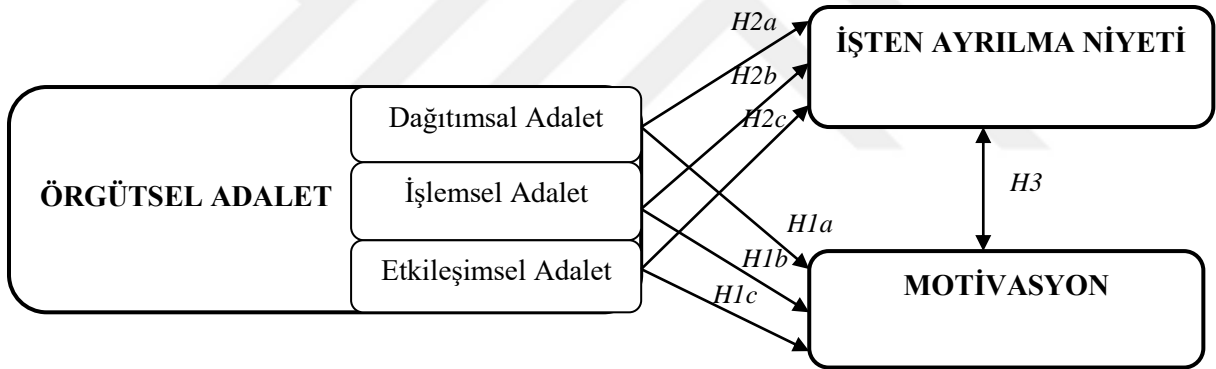 H2a
İŞTEN AYRILMA NİYETİ
H2b
Dağıtımsal Adalet
H2c
ÖRGÜTSEL ADALET
İşlemsel Adalet
H3
H1a
Etkileşimsel Adalet
H1b
MOTİVASYON
H1c